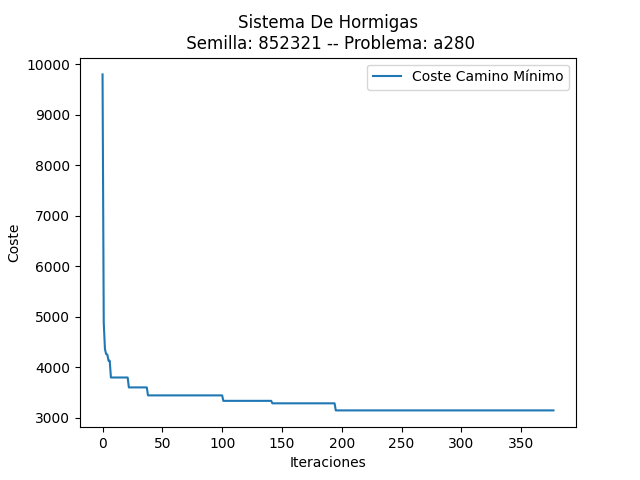 Sistema De Hormigas
Semilla: 852321 -- Problema: a280
Coste Camino Mínimo
10000
9000
8000
7000
6000
5000
4000
3000
Coste
0 50 100 150 200 250 300 350
Iteraciones